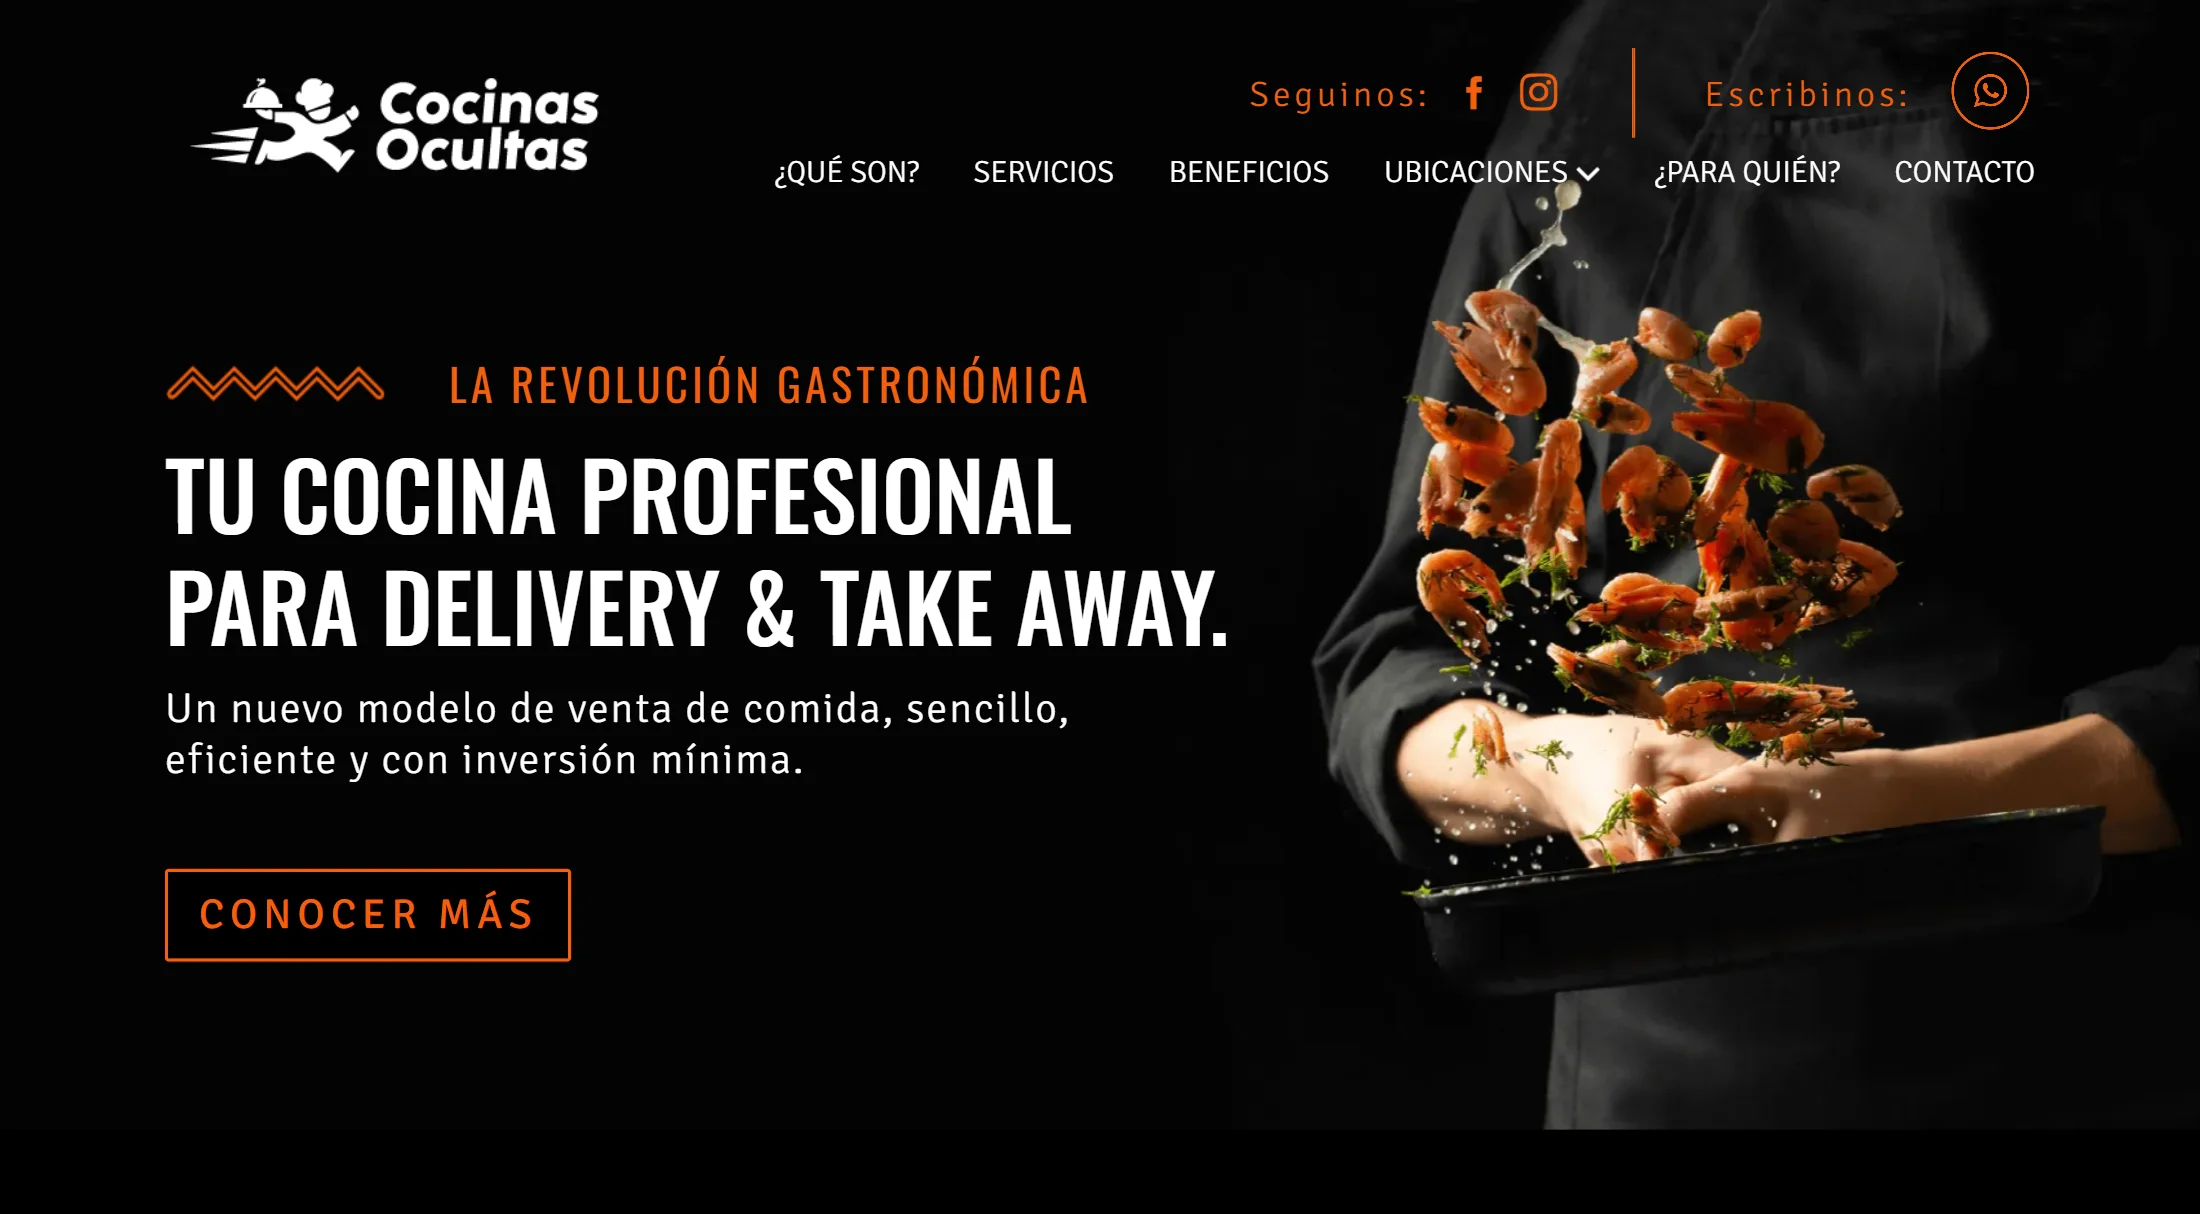 Cocinas
Ocultas
Seguinos:
Escribinos:
¿QUÉ SON?
SERVICIOS
BENEFICIOS
UBICACIONES
¿PARA QUIÉN?
CONTACTO
LA REVOLUCIÓN GASTRONÓMICA
TU COCINA PROFESIONAL
PARA DELIVERY & TAKE AWAY.
Un nuevo modelo de venta de comida, sencillo,
eficiente y con inversión mínima.
CONOCER MÁS